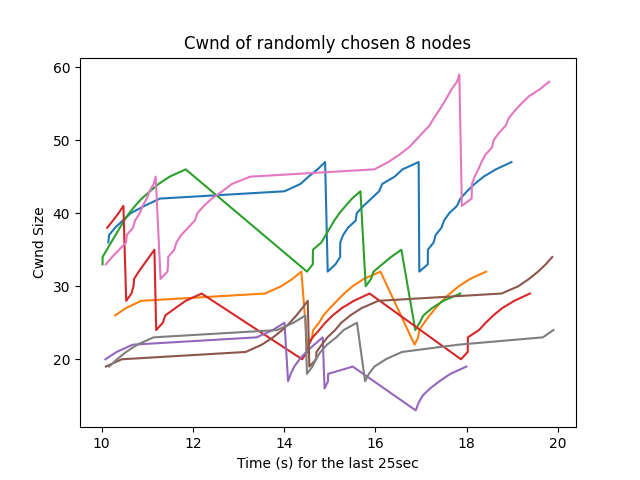 Cwnd of randomly chosen 8 nodes
60
50
40
30
20
Cwnd Size
10 12 14 16 18 20
Time (s) for the last 25sec